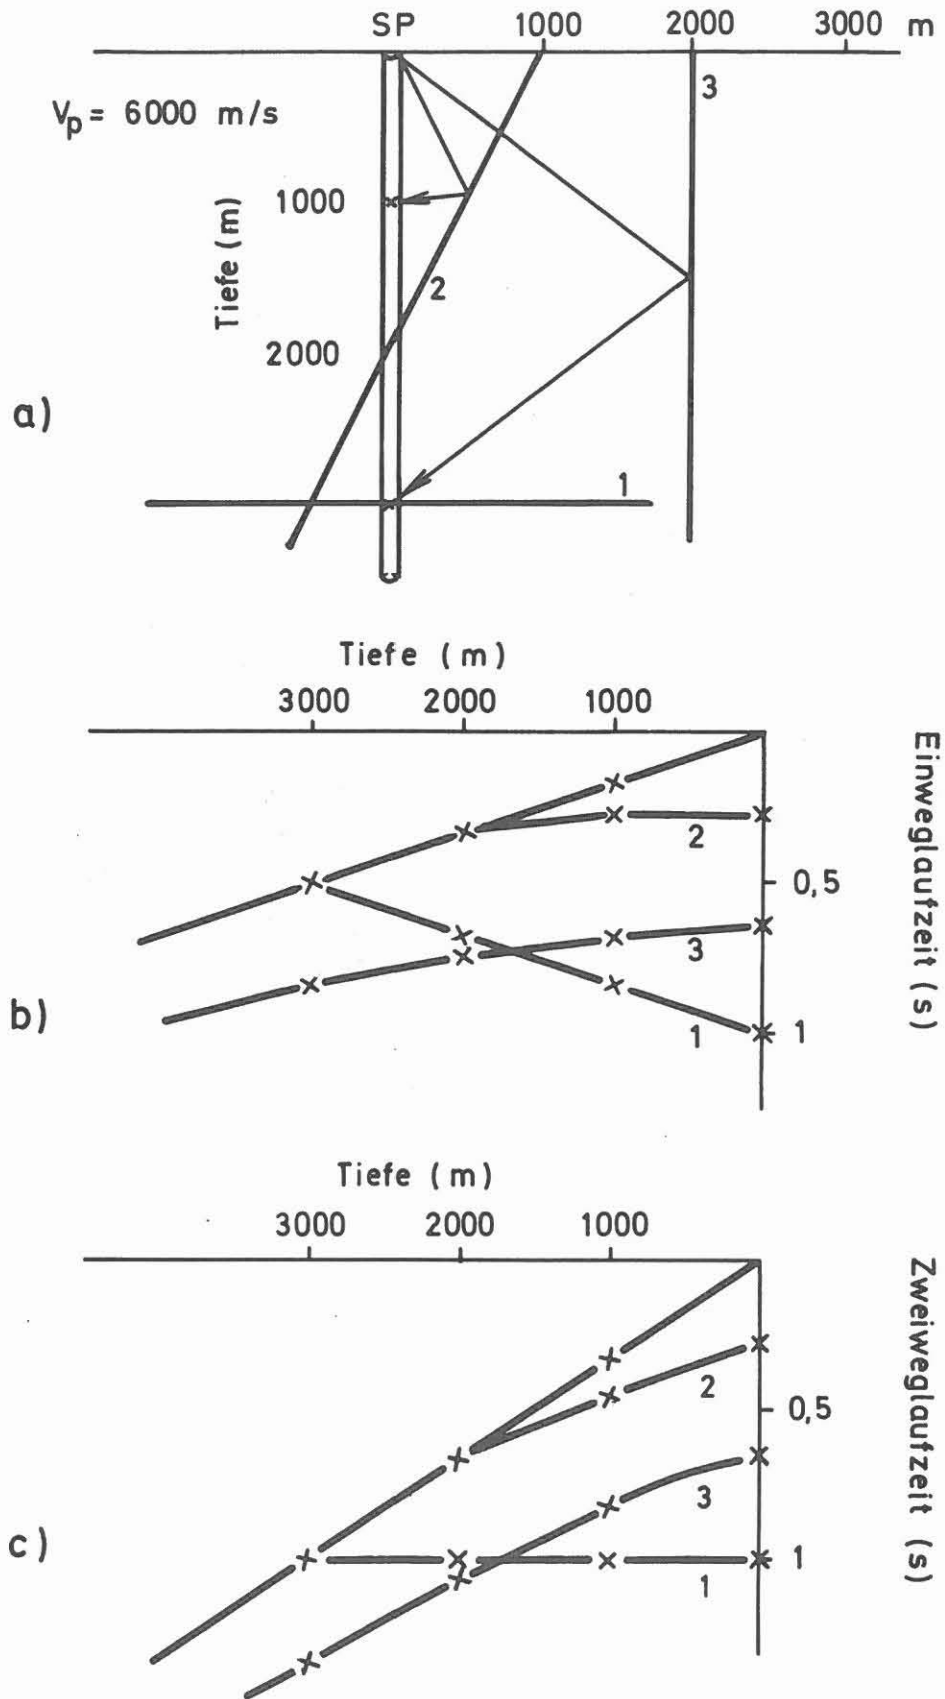 SP 1000 2000 3000 m
3
Vp = 6000 m/s
1000
Tiefe (m)
2
2000
a)
1
Tiefe (m)
3000 2000 1000
Einweglaufzeit (s)
2
0,5
3
b)
1
1
Tiefe (m)
3000 2000 1000
Zweiweglaufzeit (s)
2
0,5
3
c)
1
1